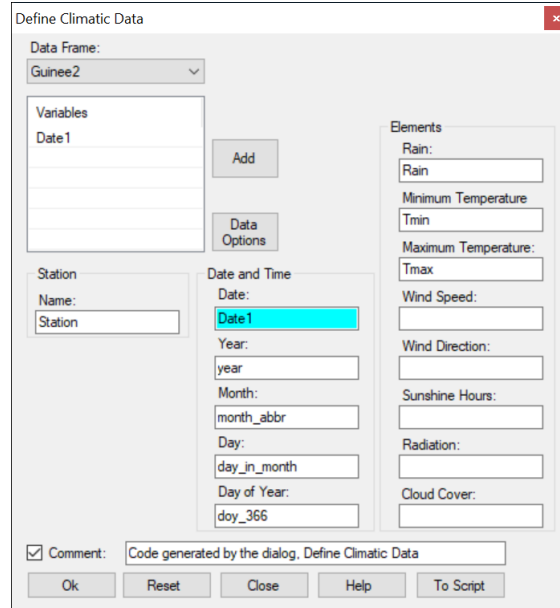 Define Climatic Data
Data Frame:
Guinee2
Variables
Date1
Add
Data
Options
Station
Name:
Station
Date and Time
Date:
Date1
Year:
year
Month:
month_abbr
Day:
day_in_month
Day of Year:
doy_366
Elements
Rain:
Rain
Minimum Temperature
Tmin
Maximum Temperature:
Tmax
Wind Speed:
Wind Direction:
Sunshine Hours:
Radiation:
Cloud Cover:
Comment:
Code generated by the dialog, Define Climatic Data
Ok
Reset
Close
Help
To Script